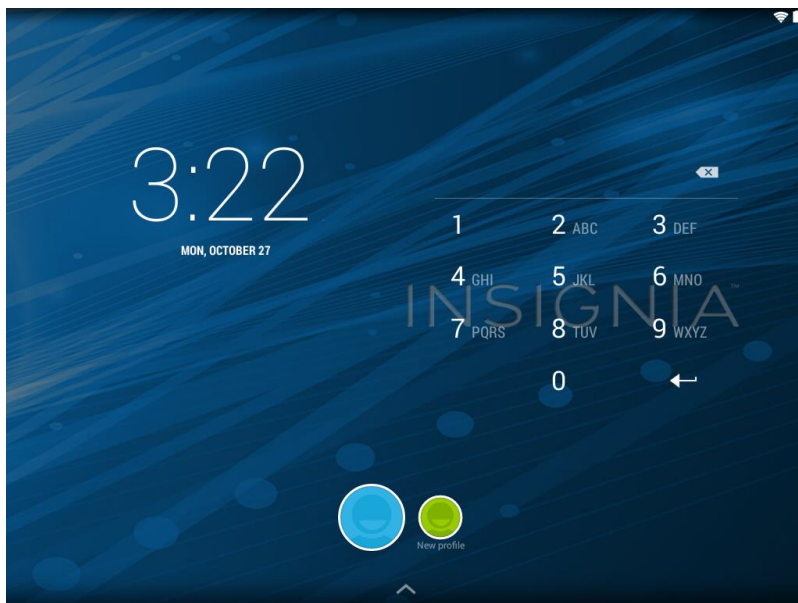 3:22
MON, OCTOBER 27
1 2 ABC 3 DEF
4 GHI 5 JKL 6 MNO
INSIGNIA™
7 PQRS 8 TUV 9 WXYZ
0
New profile